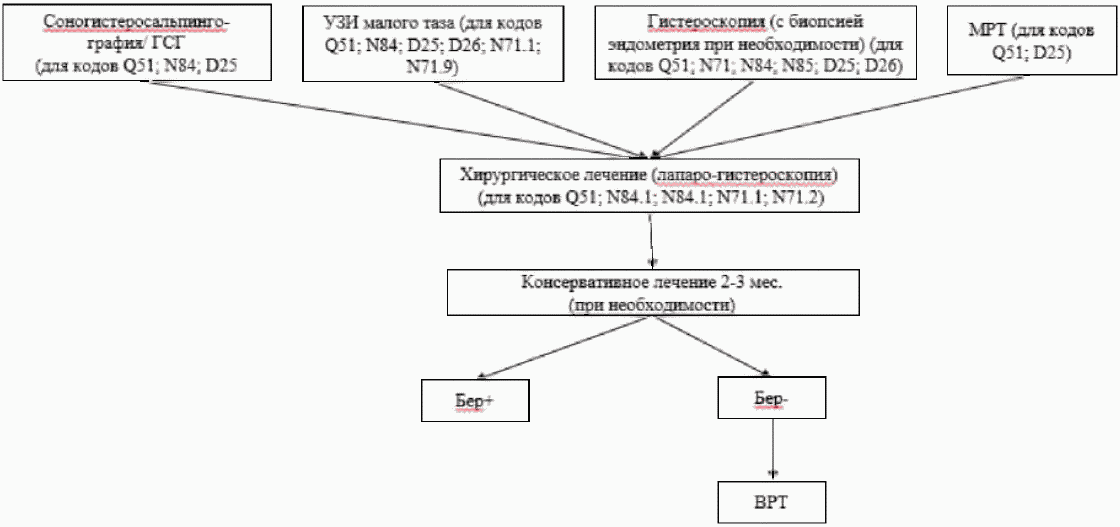 Соногистеросальпинго-
графия/ ГСГ
(для кодов Q51; N84; D25
УЗИ малого таза (для кодов
Q51; N84; D25; D26; N71.1;
N71.9)
Гистероскопия (с биопсией
эндометрия при необходимости) (для
кодов Q51; N71; N84; N85; D25; D26)
МРТ (для кодов
Q51; D25)
Хирургическое лечение (лапаро-гистероскопия)
(для кодов Q51; N84.1; N84.1; N71.1; N71.2)
Консервативное лечение 2-3 мес.
(при необходимости)
Бер+
Бер-
ВРТ